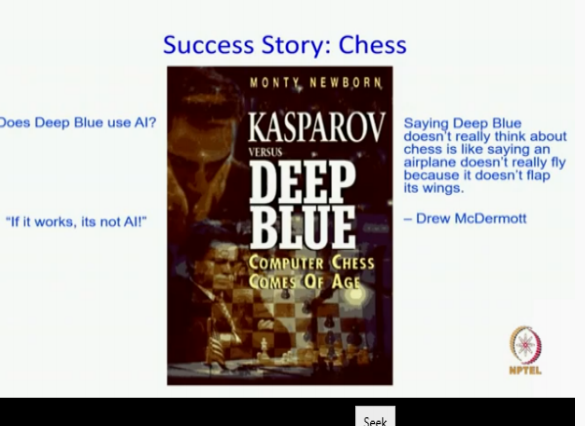 Success Story: Chess
Does Deep Blue use AI?
"If it works, its not AI!"
MONTY NEWBORN
KASPAROV
VERSUS
DEEP
BLUE
COMPUTER CHESS
COMES OF AGE
Saying Deep Blue
doesn't really think about
chess is like saying an
airplane doesn't really fly
because it doesn't flap
its wings.
– Drew McDermott
NPTEL
Seek